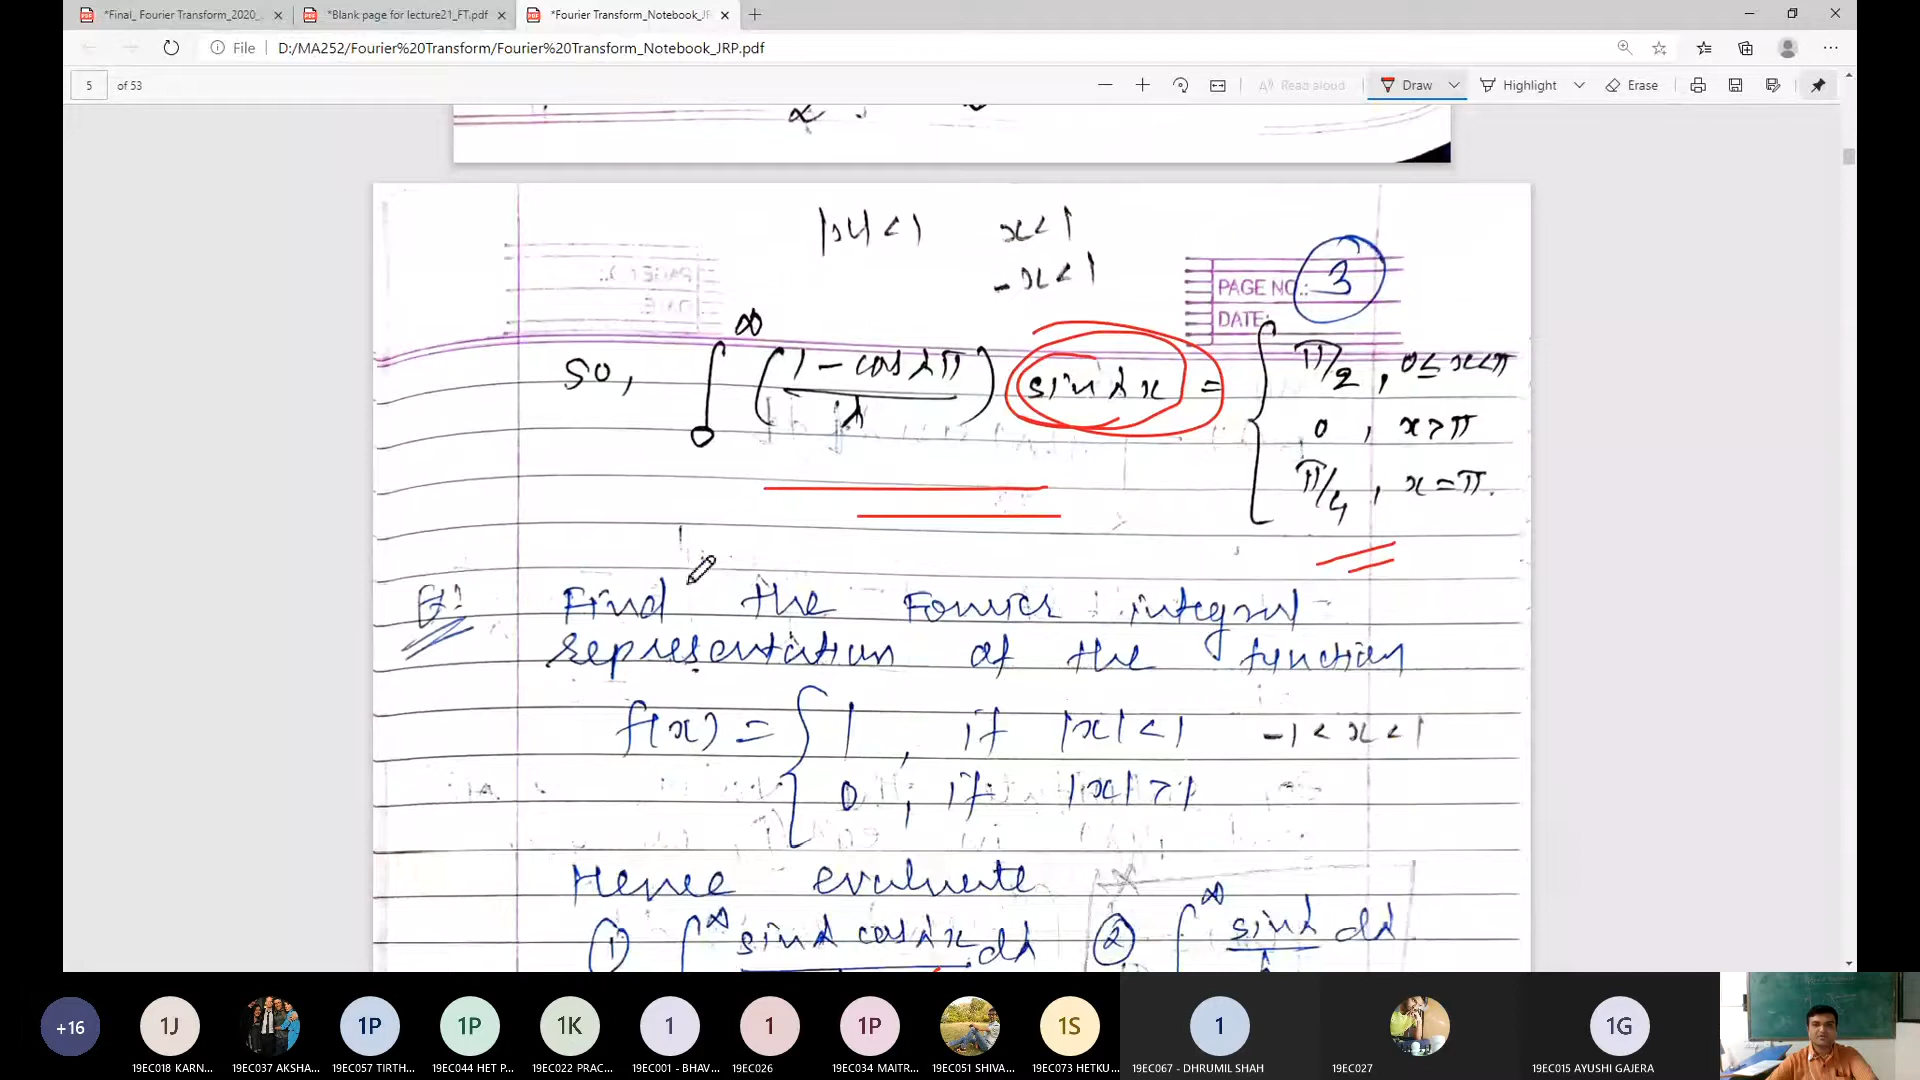 *Final_ Fourier Transform_2020_
*Blank page for lecture21_FT.pdf
*Fourier Transform_Notebook_JR
File D:/MA252/Fourier%20Transform/Fourier%20Transform_Notebook_JRP.pdf
5 of 53
Read aloud Draw Highlight Erase
|x| < 1 x < 1
- x < 1
PAGE NO.: 3
DATE:
so, ∫₀^∞ ((1 - cos λπ)/λ) sin λx = { π/2 , 0 ≤ x < π
0 , x > π
π/4 , x = π.
Ex: Find the Fourier integral
representation of the function
f(x) = { 1 , if |x| < 1 -1 < x < 1
0 , if |x| > 1
Hence evaluate
① ∫^∞ sin λ cos λx dλ ② ∫^∞ sin λ/λ dλ
+16 1J 1P 1P 1K 1 1 1P 1S 1 1G
19EC018 KARN... 19EC037 AKSHA... 19EC057 TIRTH... 19EC044 HET P... 19EC022 PRAC... 19EC001 - BHAV... 19EC026 19EC034 MAITR... 19EC051 SHIVA... 19EC073 HETKU... 19EC067 - DHRUMIL SHAH 19EC027 19EC015 AYUSHI GAJERA